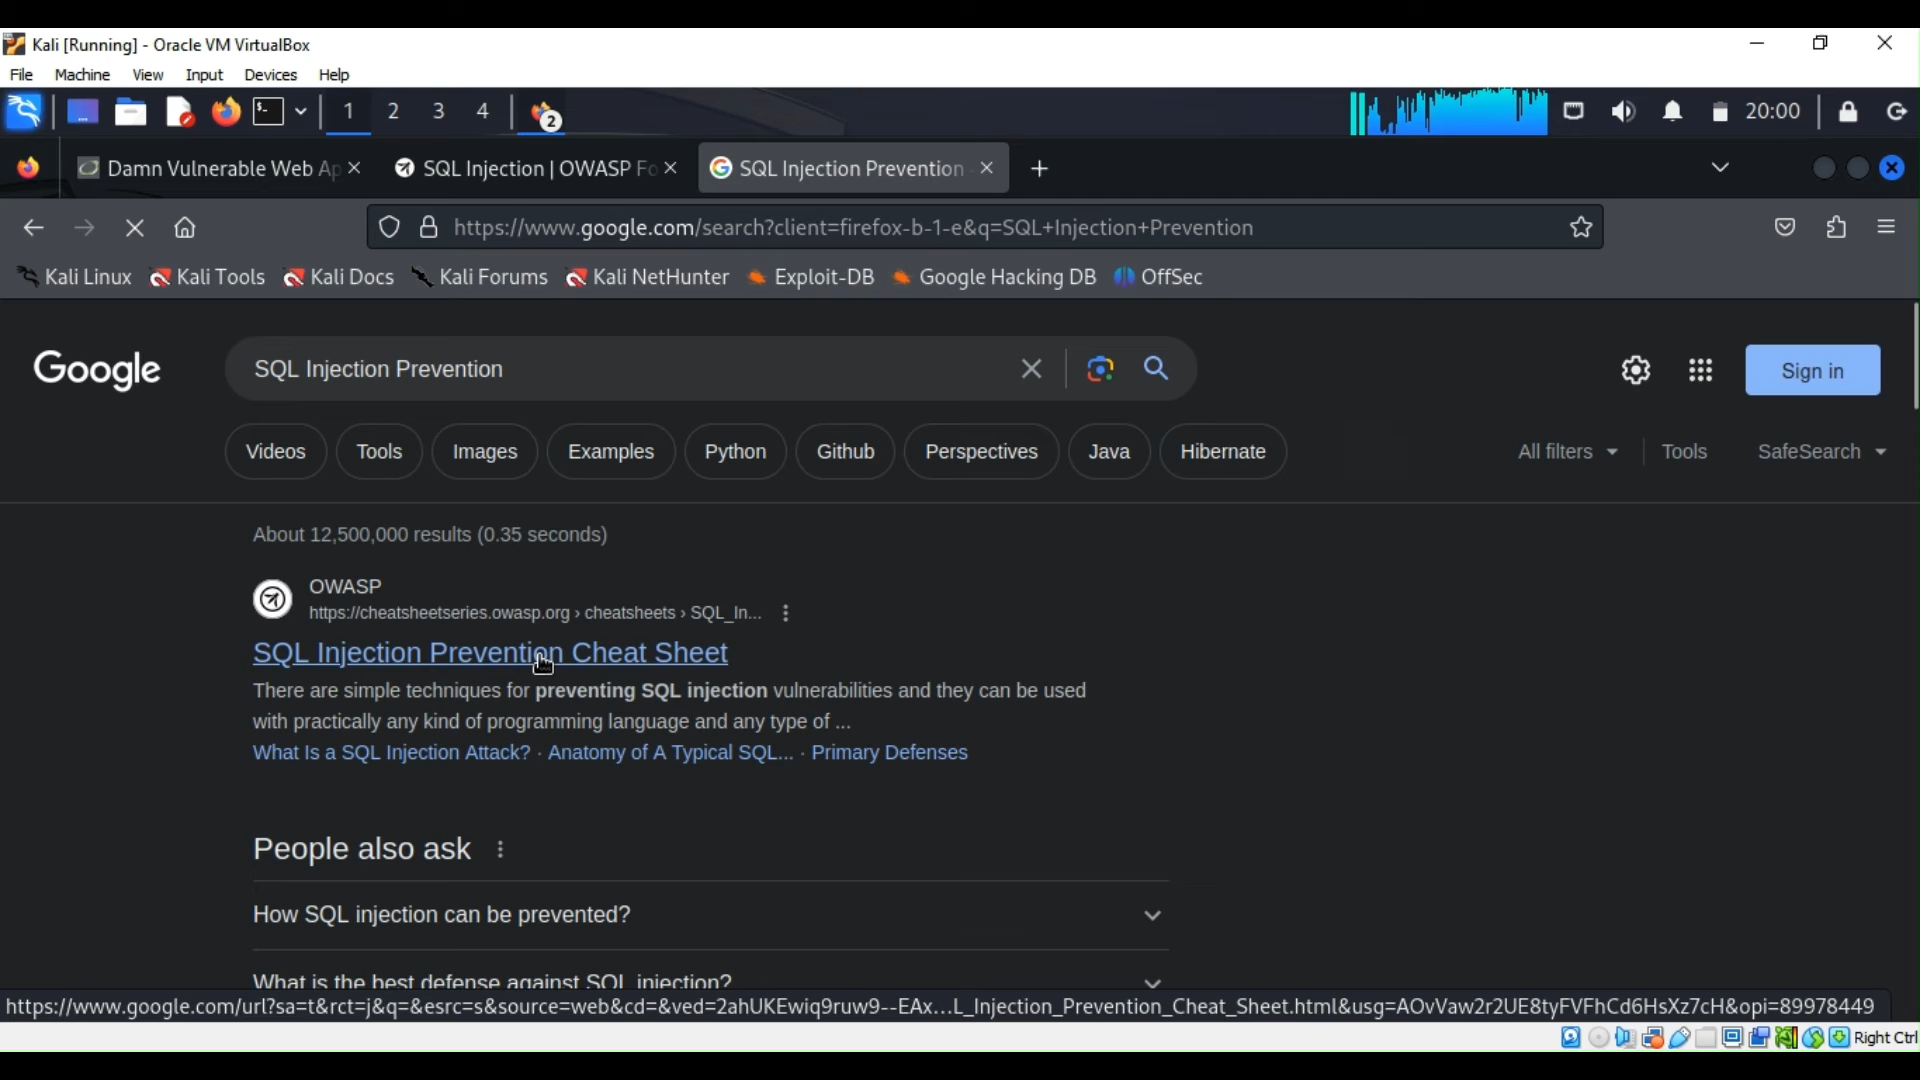 Kali [Running] - Oracle VM VirtualBox
File Machine View Input Devices Help
1 2 3 4 2 20:00
Damn Vulnerable Web Ap SQL Injection | OWASP Fo SQL Injection Prevention
https://www.google.com/search?client=firefox-b-1-e&q=SQL+Injection+Prevention
Kali Linux Kali Tools Kali Docs Kali Forums Kali NetHunter Exploit-DB Google Hacking DB OffSec
Google SQL Injection Prevention Sign in
Videos Tools Images Examples Python Github Perspectives Java Hibernate All filters Tools SafeSearch
About 12,500,000 results (0.35 seconds)
OWASP
https://cheatsheetseries.owasp.org › cheatsheets › SQL_In...
SQL Injection Prevention Cheat Sheet
There are simple techniques for preventing SQL injection vulnerabilities and they can be used
with practically any kind of programming language and any type of ...
What Is a SQL Injection Attack? · Anatomy of A Typical SQL... · Primary Defenses
People also ask
How SQL injection can be prevented?
What is the best defense against SQL injection?
https://www.google.com/url?sa=t&rct=j&q=&esrc=s&source=web&cd=&ved=2ahUKEwiq9ruw9--EAx...L_Injection_Prevention_Cheat_Sheet.html&usg=AOvVaw2r2UE8tyFVFhCd6HsXz7cH&opi=89978449
Right Ctrl